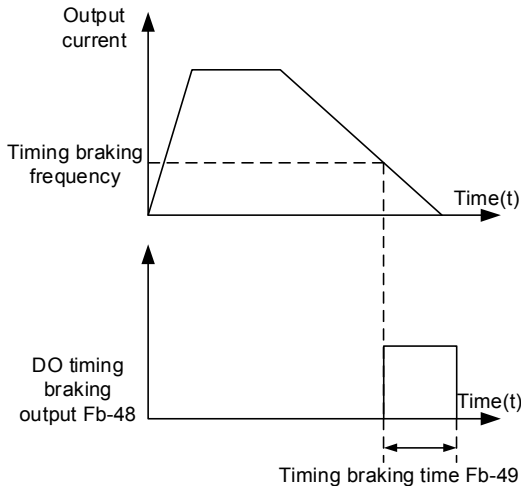 Output
current
Timing braking
frequency
Time(t)
DO timing
braking
output Fb-48
Time(t)
Timing braking time Fb-49